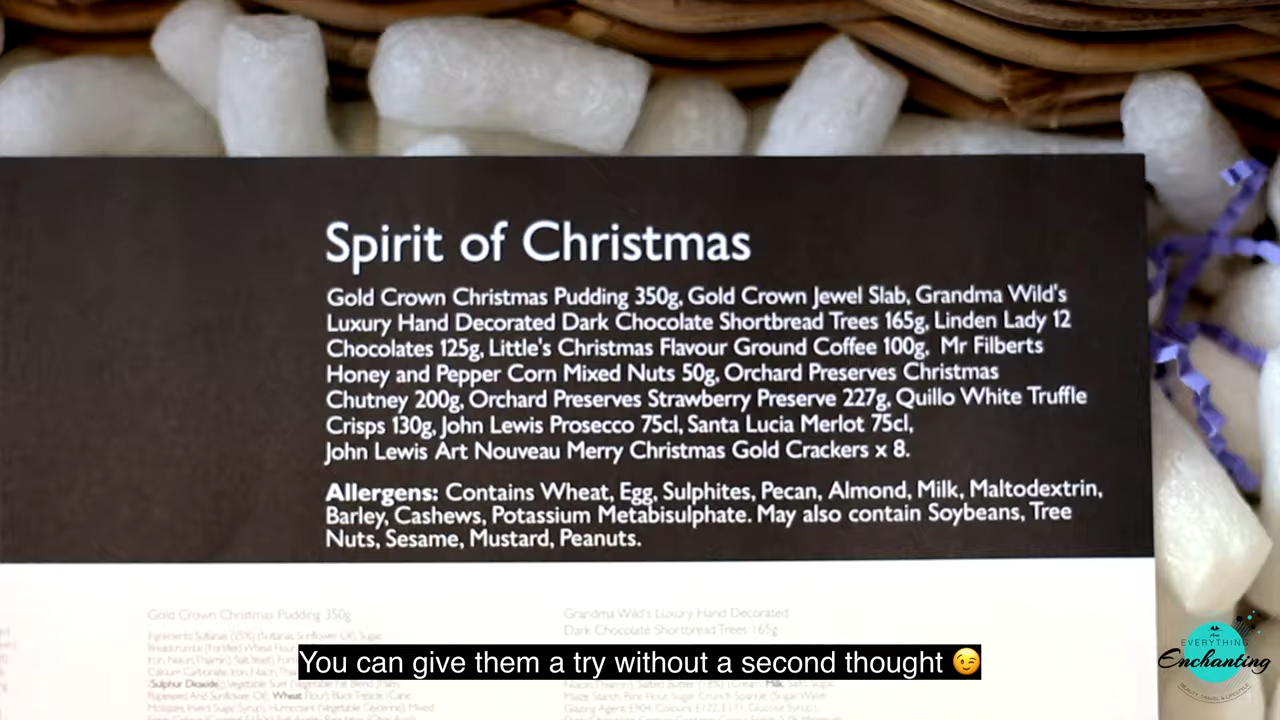 Spirit of Christmas
Gold Crown Christmas Pudding 350g, Gold Crown Jewel Slab, Grandma Wild's
Luxury Hand Decorated Dark Chocolate Shortbread Trees 165g, Linden Lady 12
Chocolates 125g, Little's Christmas Flavour Ground Coffee 100g, Mr Filberts
Honey and Pepper Corn Mixed Nuts 50g, Orchard Preserves Christmas
Chutney 200g, Orchard Preserves Strawberry Preserve 227g, Quillo White Truffle
Crisps 130g, John Lewis Prosecco 75cl, Santa Lucia Merlot 75cl,
John Lewis Art Nouveau Merry Christmas Gold Crackers x 8.
Allergens: Contains Wheat, Egg, Sulphites, Pecan, Almond, Milk, Maltodextrin,
Barley, Cashews, Potassium Metabisulphate. May also contain Soybeans, Tree
Nuts, Sesame, Mustard, Peanuts.
Gold Crown Christmas Pudding 350g
Grandma Wild's Luxury Hand Decorated
Dark Chocolate Shortbread Trees 165g
You can give them a try without a second thought 😉
EVERYTHING
Enchanting
BEAUTY, TRAVEL & LIFESTYLE